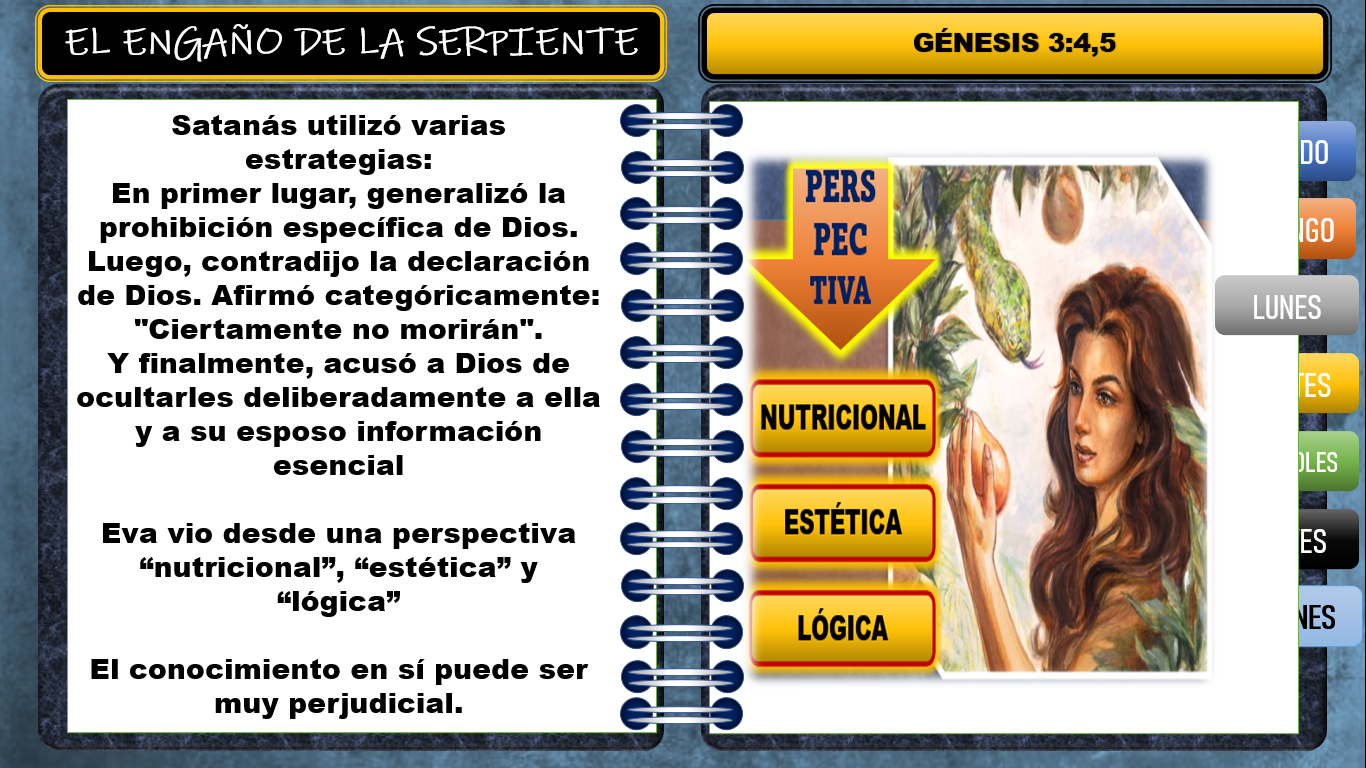 EL ENGAÑO DE LA SERPIENTE
GÉNESIS 3:4,5
Satanás utilizó varias
estrategias:
En primer lugar, generalizó la
prohibición específica de Dios.
Luego, contradijo la declaración
de Dios. Afirmó categóricamente:
"Ciertamente no morirán".
Y finalmente, acusó a Dios de
ocultarles deliberadamente a ella
y a su esposo información
esencial
Eva vio desde una perspectiva
“nutricional”, “estética” y
“lógica”
El conocimiento en sí puede ser
muy perjudicial.
PERS
PEC
TIVA
NUTRICIONAL
ESTÉTICA
LÓGICA
DO
NGO
LUNES
TES
OLES
ES
NES